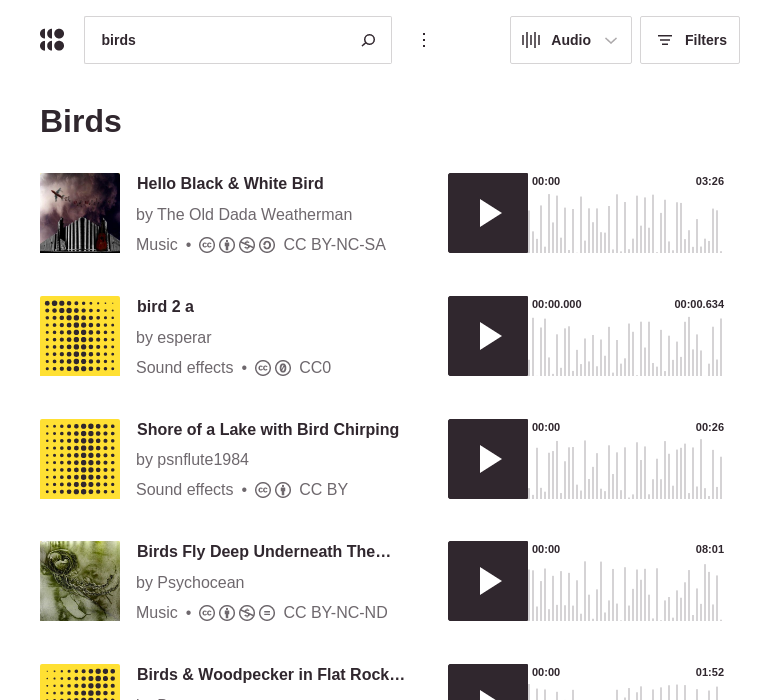 birds
Audio
Filters
Birds
Hello Black & White Bird
by The Old Dada Weatherman
Music • CC BY-NC-SA
00:00 03:26
bird 2 a
by esperar
Sound effects • CC0
00:00.000 00:00.634
Shore of a Lake with Bird Chirping
by psnflute1984
Sound effects • CC BY
00:00 00:26
Birds Fly Deep Underneath The…
by Psychocean
Music • CC BY-NC-ND
00:00 08:01
Birds & Woodpecker in Flat Rock…
00:00 01:52